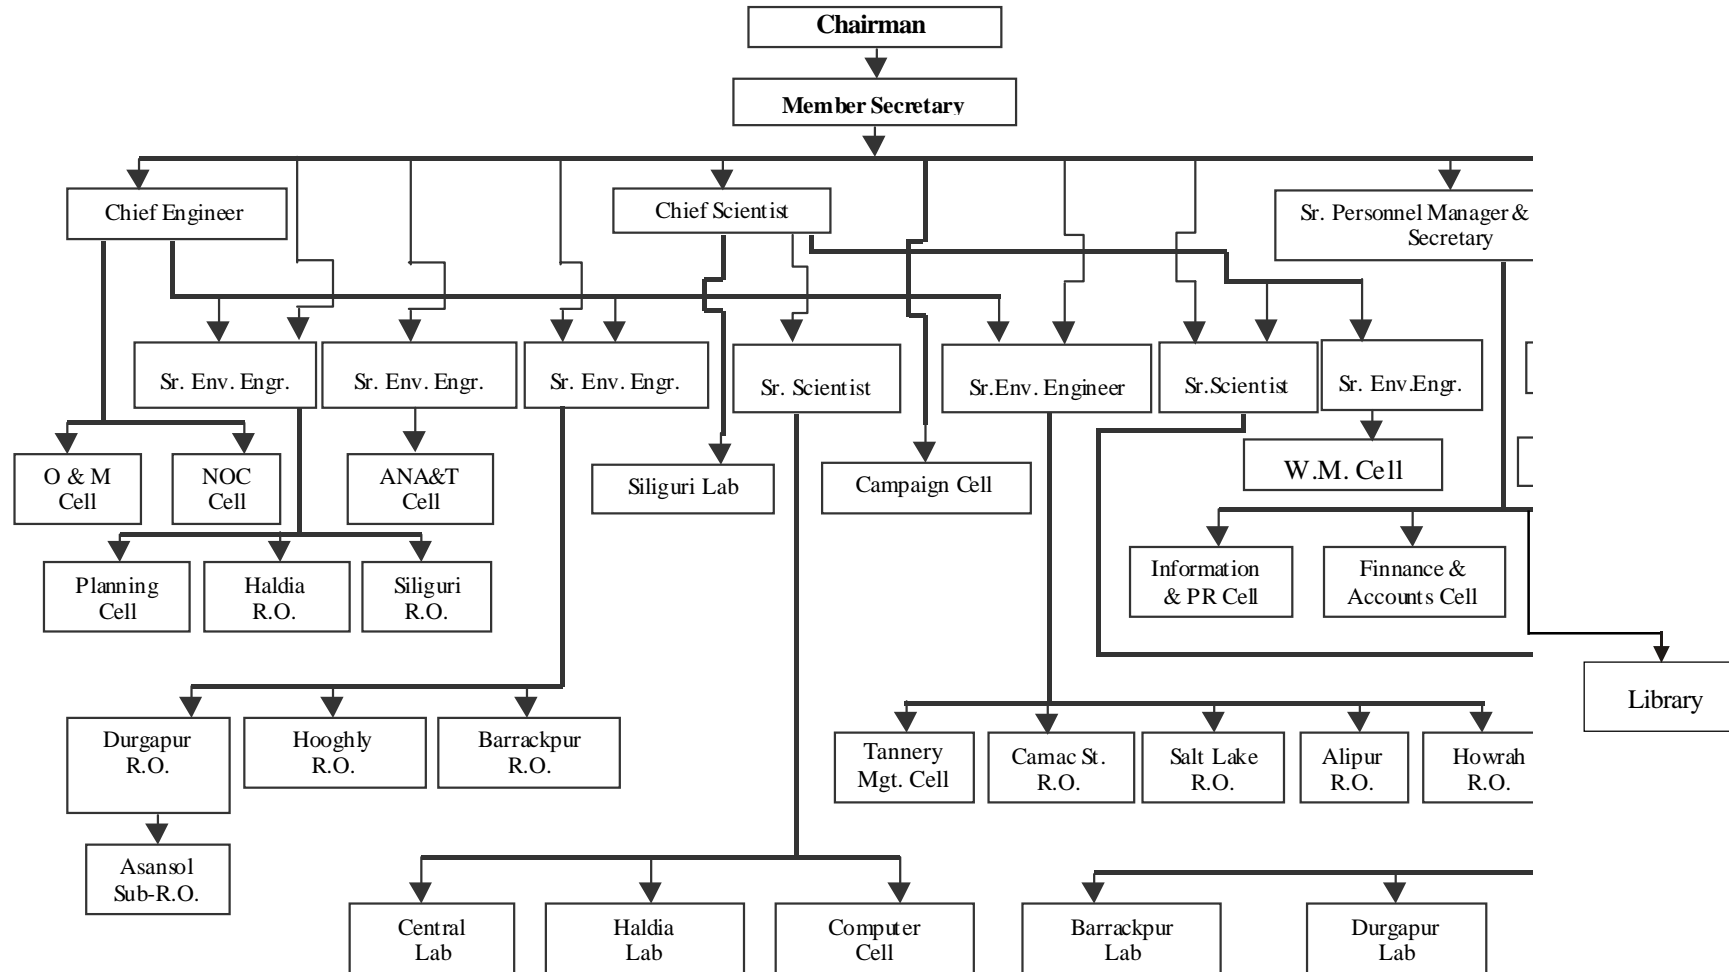 Chairman
Member Secretary
Chief Engineer
Chief Scientist
Sr. Personnel Manager &
Secretary
Sr. Env. Engr.
Sr. Env. Engr.
Sr. Env. Engr.
Sr. Scientist
Sr.Env. Engineer
Sr.Scientist
Sr. Env.Engr.
O & M
Cell
NOC
Cell
ANA&T
Cell
Siliguri Lab
Campaign Cell
W.M. Cell
Planning
Cell
Haldia
R.O.
Siliguri
R.O.
Information
& PR Cell
Finnance &
Accounts Cell
Library
Durgapur
R.O.
Hooghly
R.O.
Barrackpur
R.O.
Tannery
Mgt. Cell
Camac St.
R.O.
Salt Lake
R.O.
Alipur
R.O.
Howrah
R.O.
Asansol
Sub-R.O.
Central
Lab
Haldia
Lab
Computer
Cell
Barrackpur
Lab
Durgapur
Lab